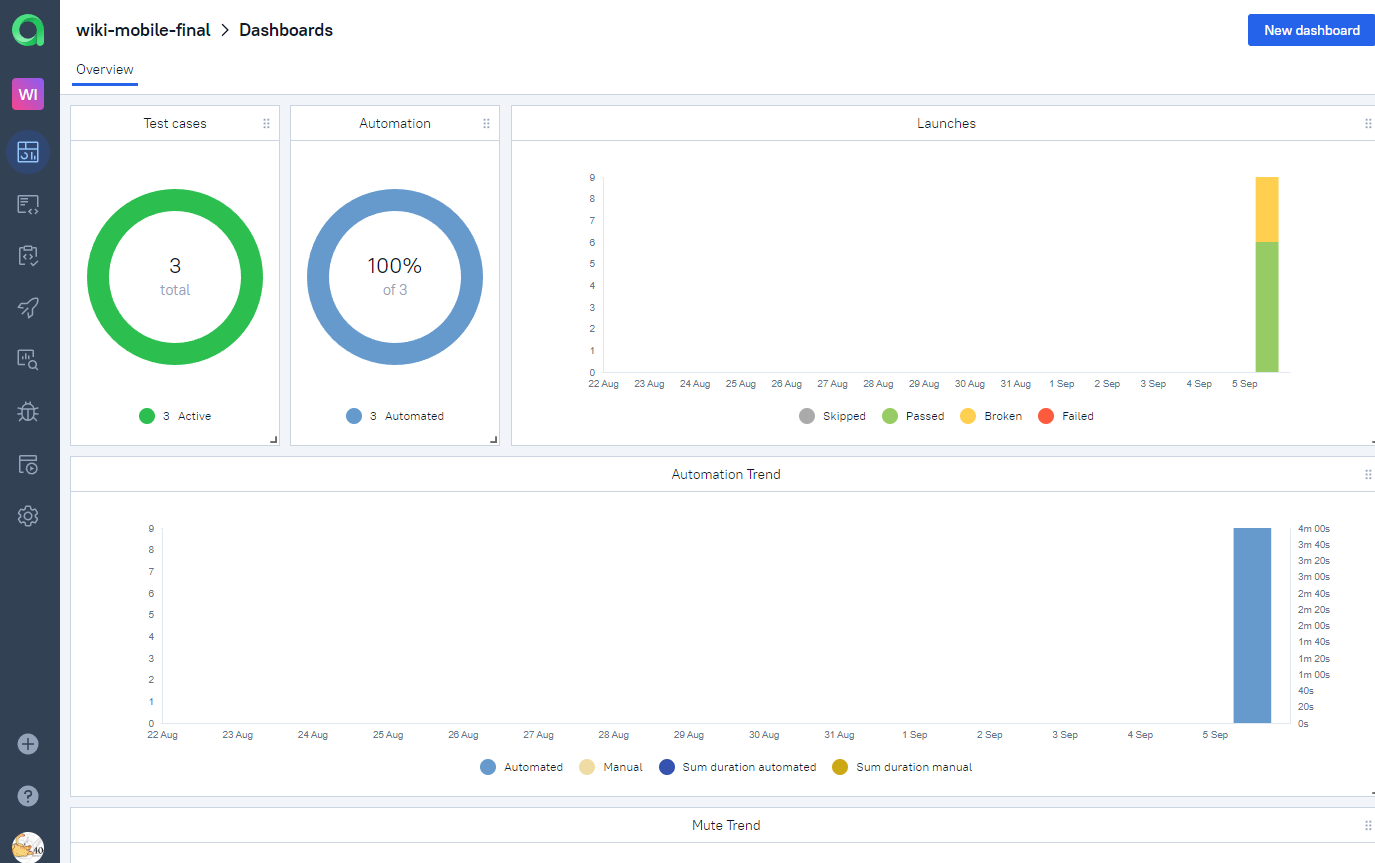 wiki-mobile-final > Dashboards
New dashboard
Overview
WI
Test cases
3
total
3 Active
Automation
100%
of 3
3 Automated
Launches
9
8
7
6
5
4
3
2
1
0
22 Aug 23 Aug 24 Aug 25 Aug 26 Aug 27 Aug 28 Aug 29 Aug 30 Aug 31 Aug 1 Sep 2 Sep 3 Sep 4 Sep 5 Sep
Skipped Passed Broken Failed
Automation Trend
9
8
7
6
5
4
3
2
1
0
4m 00s
3m 40s
3m 20s
3m 00s
2m 40s
2m 20s
2m 00s
1m 40s
1m 20s
1m 00s
40s
20s
0s
22 Aug 23 Aug 24 Aug 25 Aug 26 Aug 27 Aug 28 Aug 29 Aug 30 Aug 31 Aug 1 Sep 2 Sep 3 Sep 4 Sep 5 Sep
Automated Manual Sum duration automated Sum duration manual
Mute Trend
?
40